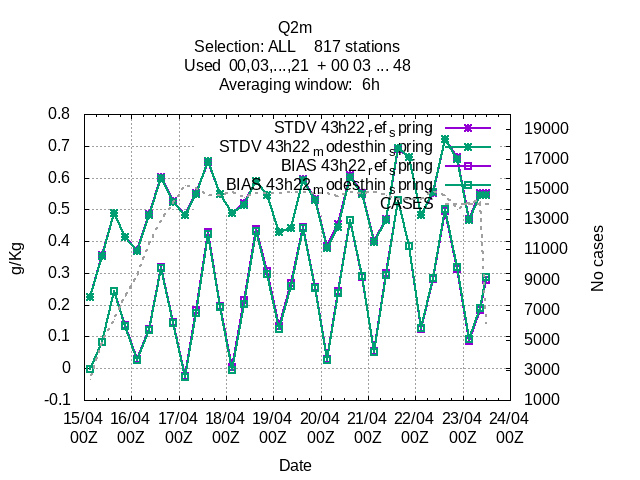 Q2m
Selection: ALL    817 stations
Used  00,03,...,21  + 00 03 ... 48
Averaging window:  6h
STDV 43h22_ref_spring
STDV 43h22_modesthin_spring
BIAS 43h22_ref_spring
BIAS 43h22_modesthin_spring
CASES
g/Kg
0.8
0.7
0.6
0.5
0.4
0.3
0.2
0.1
0
-0.1
19000
17000
15000
13000
11000
9000
7000
5000
3000
1000
No cases
15/04 16/04 17/04 18/04 19/04 20/04 21/04 22/04 23/04 24/04
00Z 00Z 00Z 00Z 00Z 00Z 00Z 00Z 00Z 00Z
Date